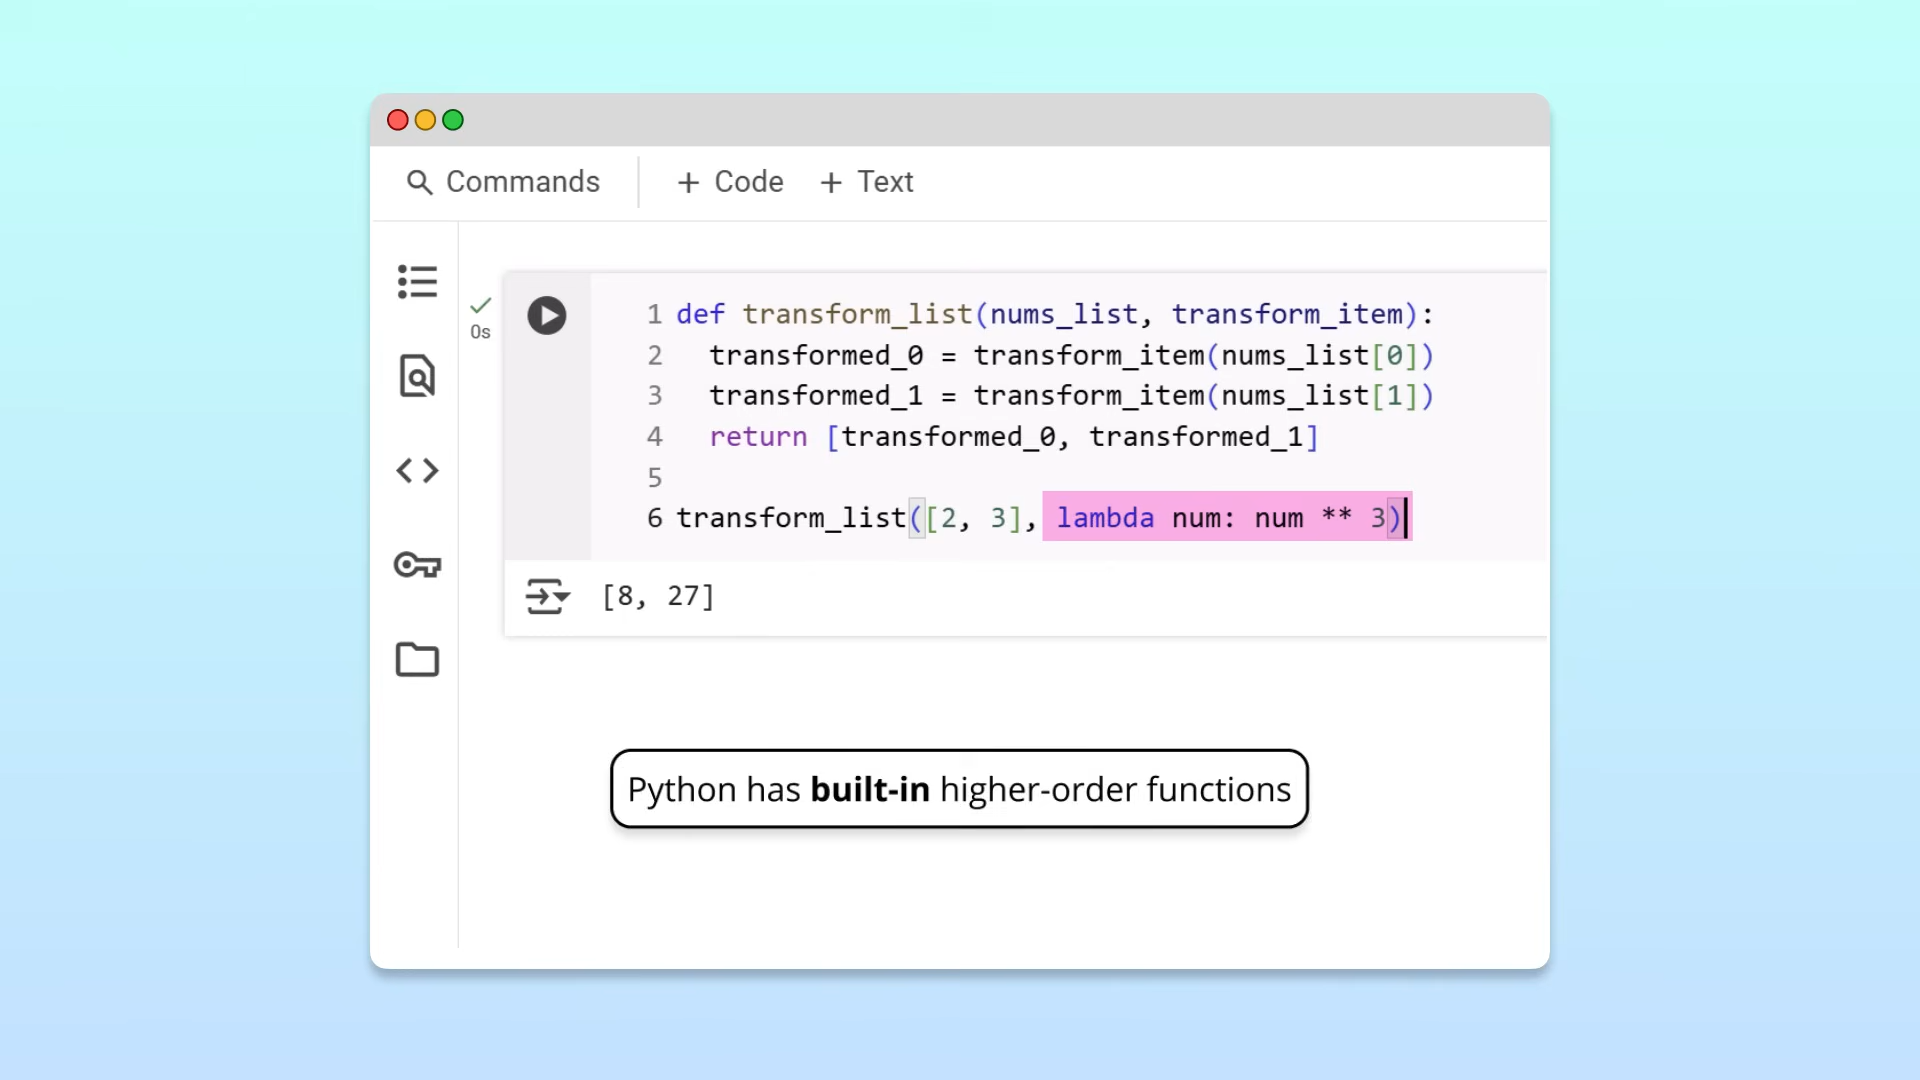 Commands
+ Code
+ Text
0s
1 def transform_list(nums_list, transform_item):
2   transformed_0 = transform_item(nums_list[0])
3   transformed_1 = transform_item(nums_list[1])
4   return [transformed_0, transformed_1]
5
6 transform_list([2, 3], lambda num: num ** 3)
[8, 27]
Python has built-in higher-order functions